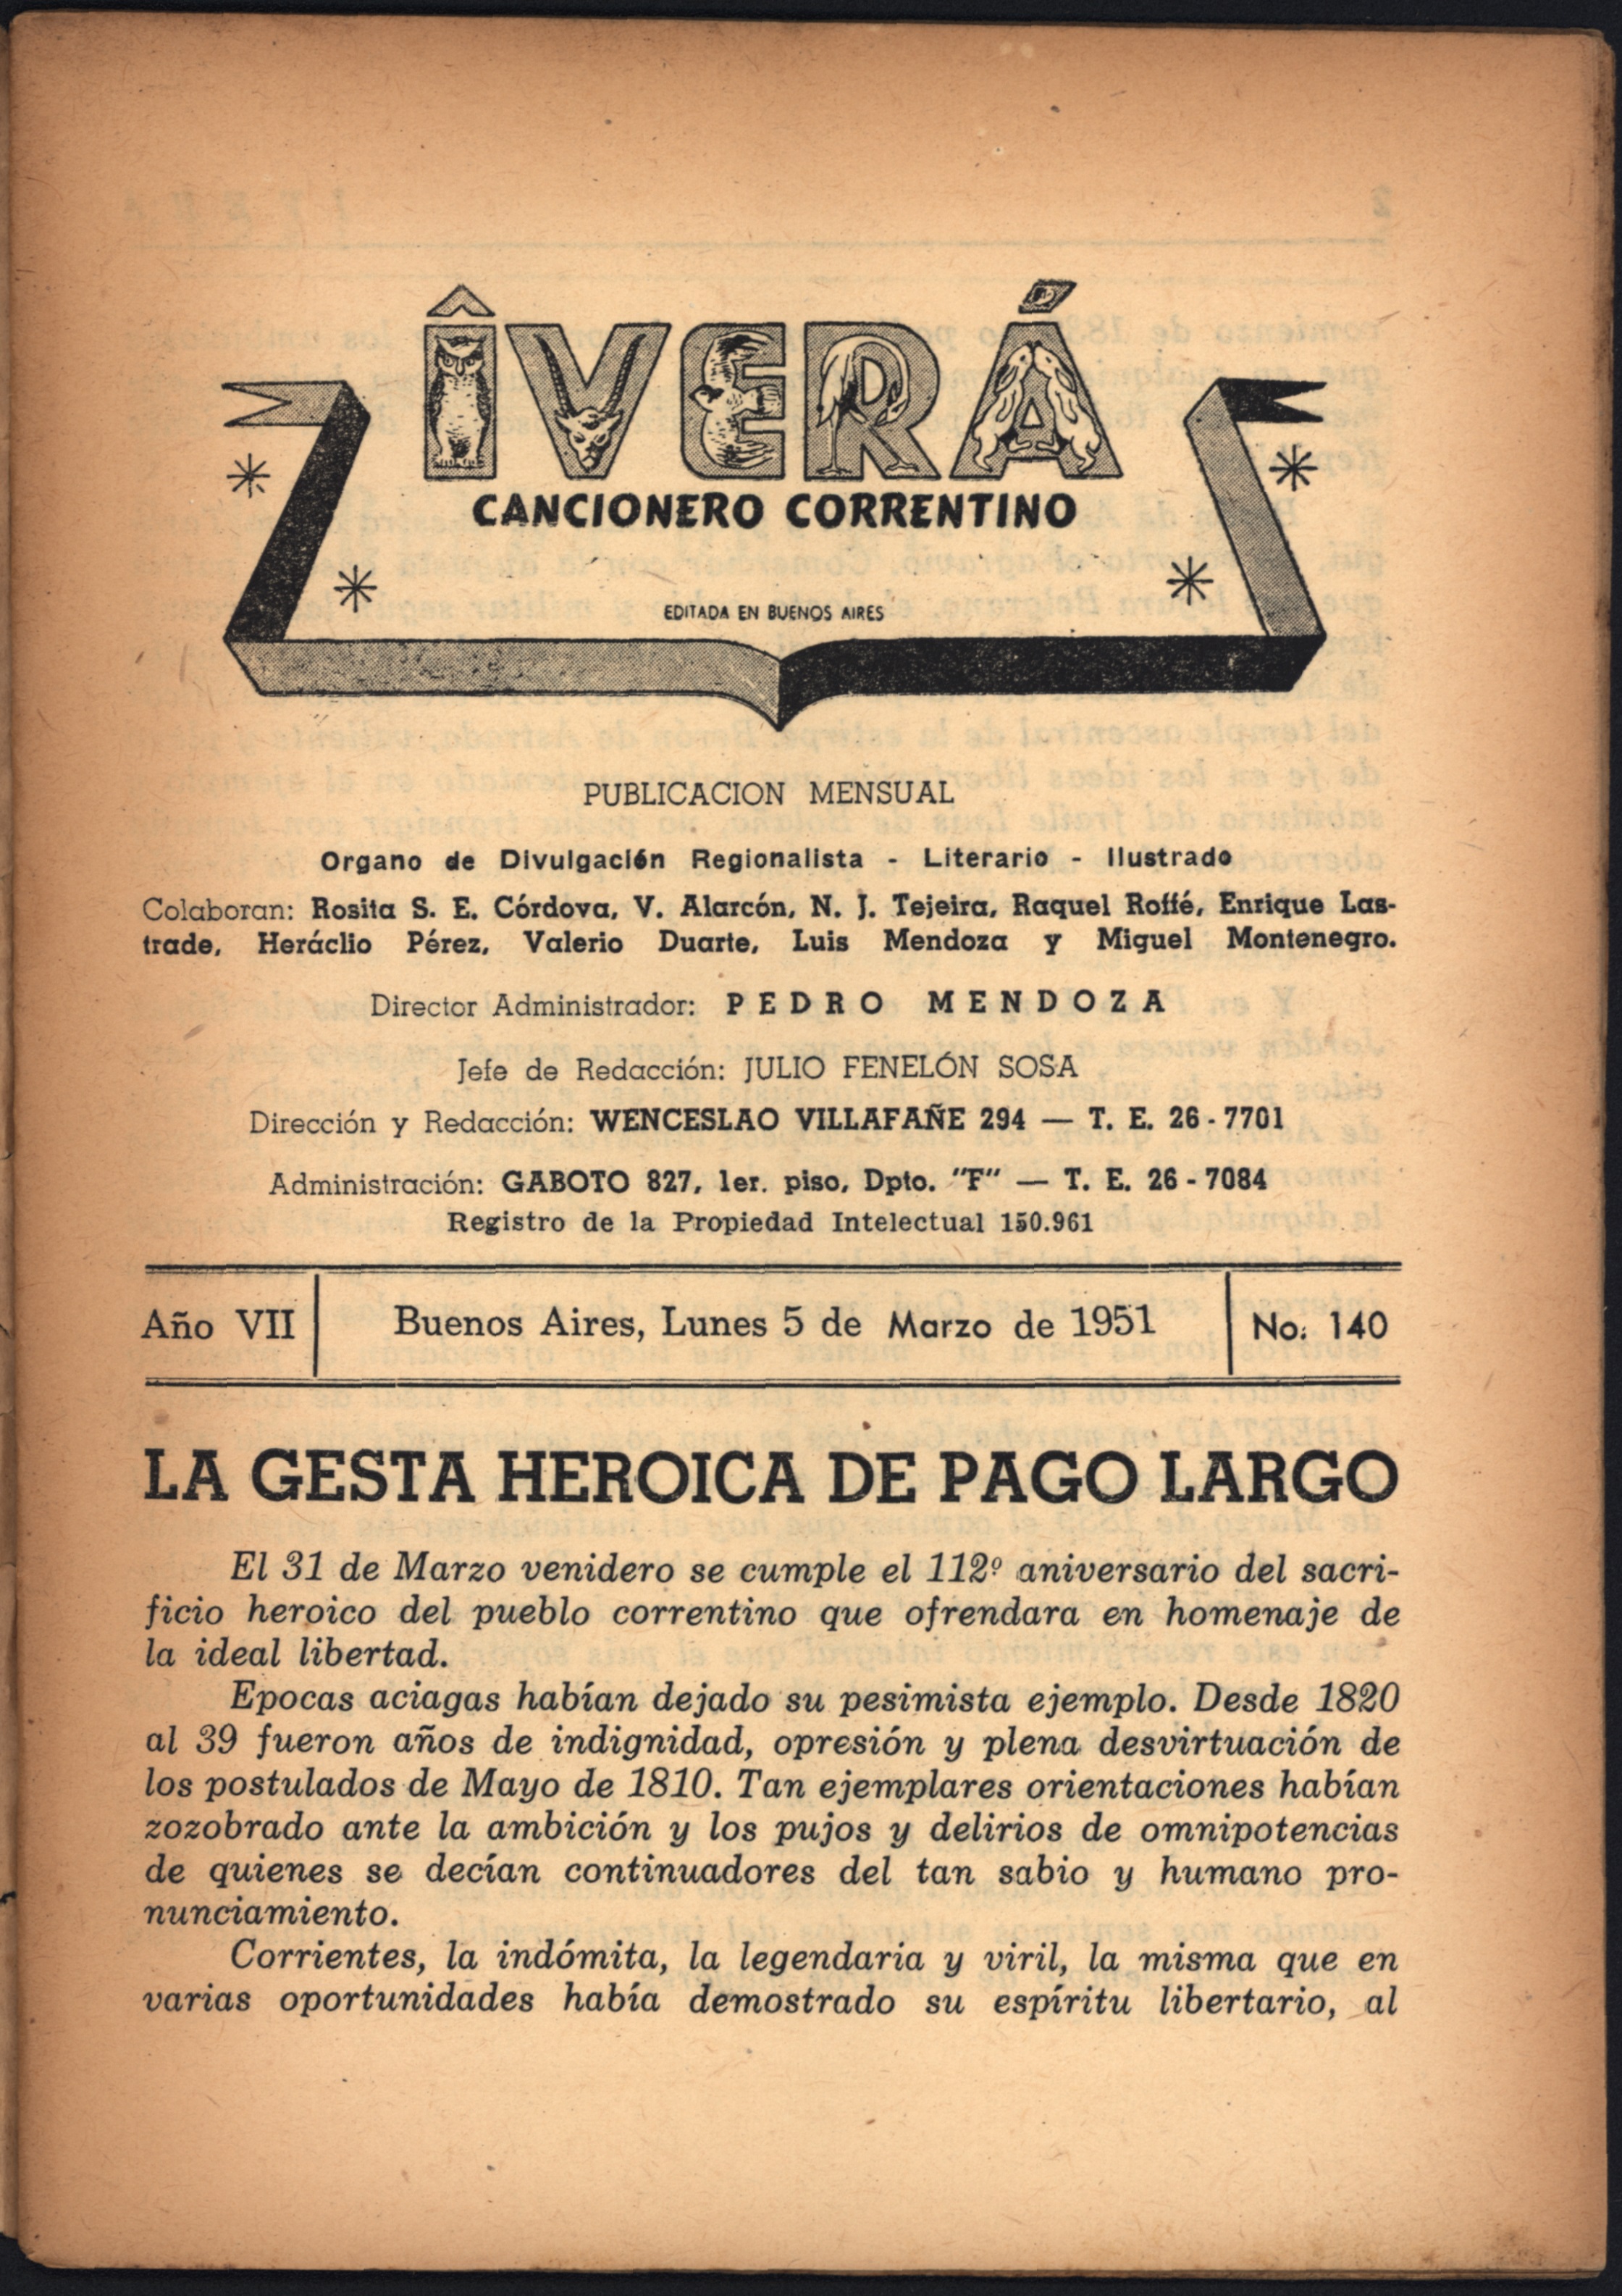 ÎVERÁ
CANCIONERO CORRENTINO
EDITADA EN BUENOS AIRES
PUBLICACION MENSUAL
Organo de Divulgación Regionalista - Literario - Ilustrado
Colaboran: Rosita S. E. Córdova, V. Alarcón, N. J. Tejeira, Raquel Roffé, Enrique Las-
trade, Heráclio Pérez, Valerio Duarte, Luis Mendoza y Miguel Montenegro.
Director Administrador: PEDRO MENDOZA
Jefe de Redacción: JULIO FENELÓN SOSA
Dirección y Redacción: WENCESLAO VILLAFAÑE 294 — T. E. 26-7701
Administración: GABOTO 827, 1er. piso, Dpto. "F" — T. E. 26-7084
Registro de la Propiedad Intelectual 150.961
Año VII Buenos Aires, Lunes 5 de Marzo de 1951 No. 140
LA GESTA HEROICA DE PAGO LARGO
El 31 de Marzo venidero se cumple el 112º aniversario del sacri-
ficio heroico del pueblo correntino que ofrendara en homenaje de
la ideal libertad.
Epocas aciagas habían dejado su pesimista ejemplo. Desde 1820
al 39 fueron años de indignidad, opresión y plena desvirtuación de
los postulados de Mayo de 1810. Tan ejemplares orientaciones habían
zozobrado ante la ambición y los pujos y delirios de omnipotencias
de quienes se decían continuadores del tan sabio y humano pro-
nunciamiento.
Corrientes, la indómita, la legendaria y viril, la misma que en
varias oportunidades había demostrado su espíritu libertario, al